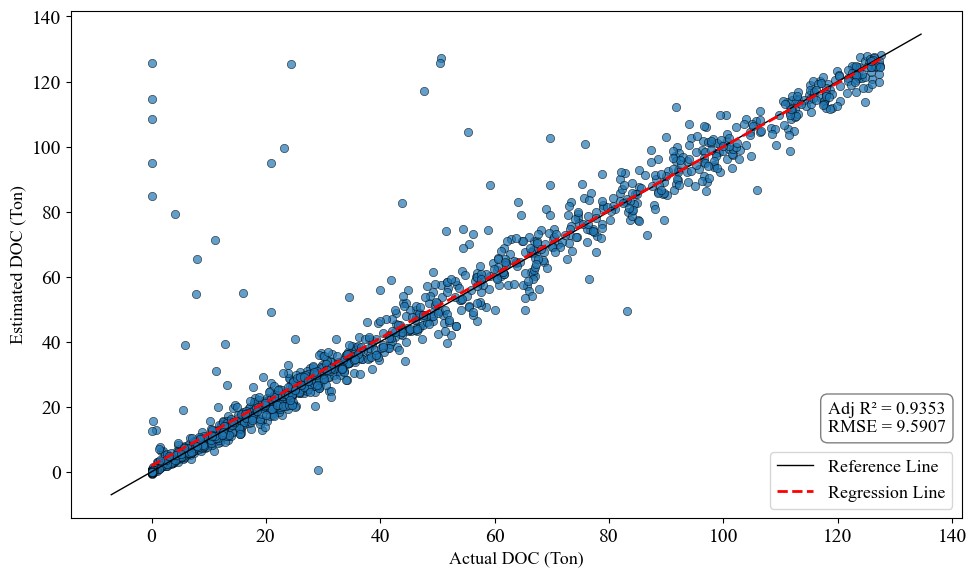 140
120
100
80
60
40
20
0
Estimated DOC (Ton)
Adj R² = 0.9353
RMSE = 9.5907
Reference Line
Regression Line
0 20 40 60 80 100 120 140
Actual DOC (Ton)